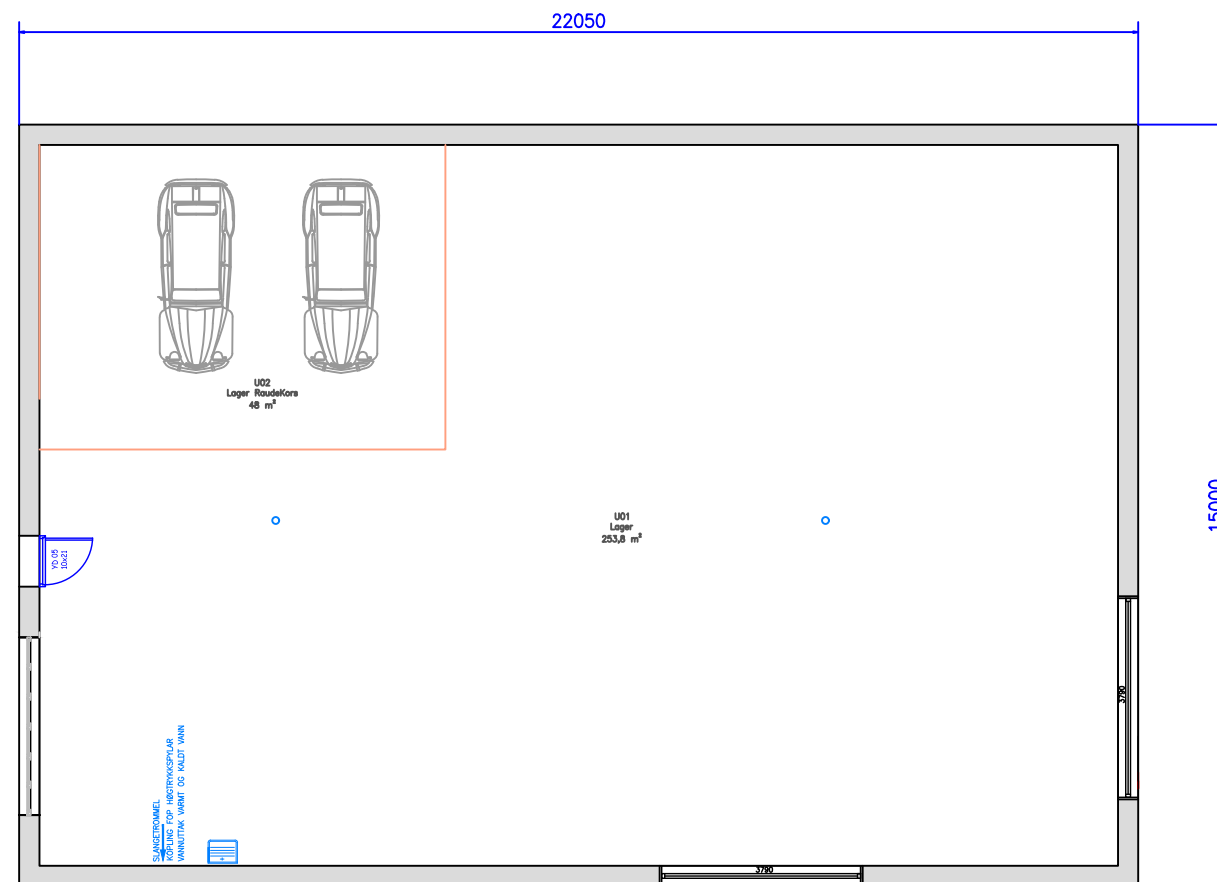 22050
15000
U02
Lager RaudeKors
48 m²
U01
Lager
253,8 m²
YD 05
10x21
3790
SLANGETROMMEL
KOPLING FOP HØGTRYKKSPYLAR
VANNUTTAK VARMT OG KALDT VANN
3790